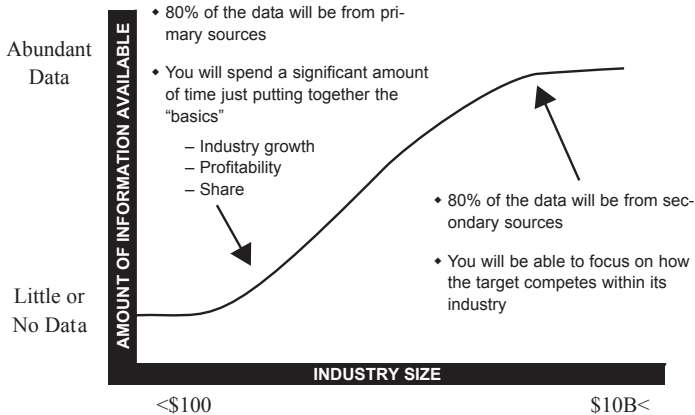 ◆ 80% of the data will be from pri-
mary sources
◆ You will spend a significant amount
of time just putting together the
“basics”
– Industry growth
– Profitability
– Share
Abundant
Data
AMOUNT OF INFORMATION AVAILABLE
Little or
No Data
◆ 80% of the data will be from sec-
ondary sources
◆ You will be able to focus on how
the target competes within its
industry
INDUSTRY SIZE
<$100
$10B<